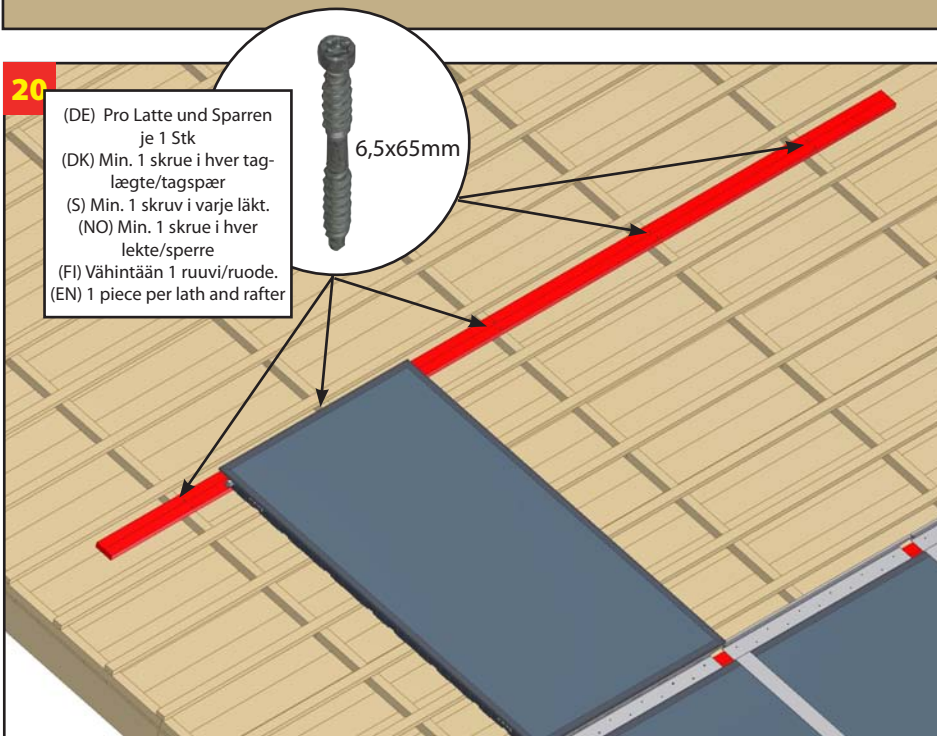 20
(DE) Pro Latte und Sparren
je 1 Stk
(DK) Min. 1 skrue i hver tag-
lægte/tagspær
(S) Min. 1 skruv i varje läkt.
(NO) Min. 1 skrue i hver
lekte/sperre
(FI) Vähintään 1 ruuvi/ruode.
(EN) 1 piece per lath and rafter
6,5x65mm